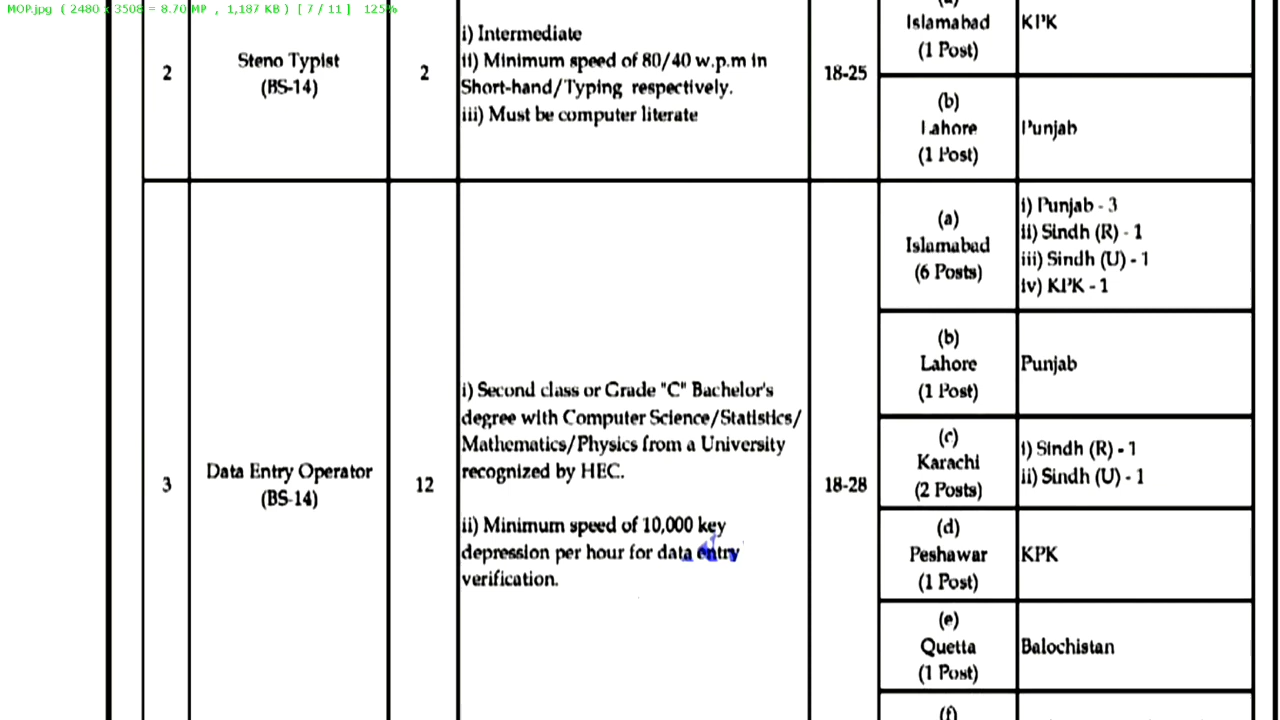 MOP.jpg ( 2480 x 3508 = 8.70 MP , 1,187 KB ) [ 7 / 11 ] 125%
2
Steno Typist
(BS-14)
2
i) Intermediate
ii) Minimum speed of 80/40 w.p.m in
Short-hand/Typing respectively.
iii) Must be computer literate
18-25
Islamabad
(1 Post)
KPK
(b)
Lahore
(1 Post)
Punjab
3
Data Entry Operator
(BS-14)
12
i) Second class or Grade "C" Bachelor's
degree with Computer Science/Statistics/
Mathematics/Physics from a University
recognized by HEC.
ii) Minimum speed of 10,000 key
depression per hour for data entry
verification.
18-28
(a)
Islamabad
(6 Posts)
i) Punjab - 3
ii) Sindh (R) - 1
iii) Sindh (U) - 1
iv) KPK - 1
(b)
Lahore
(1 Post)
Punjab
(c)
Karachi
(2 Posts)
i) Sindh (R) - 1
ii) Sindh (U) - 1
(d)
Peshawar
(1 Post)
KPK
(e)
Quetta
(1 Post)
Balochistan
(f)